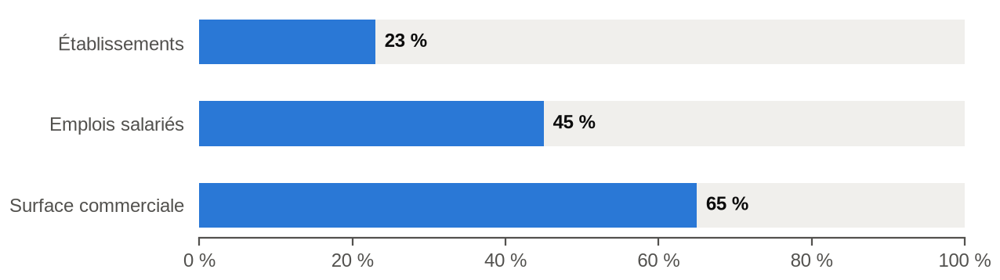 Établissements
23 %
Emplois salariés
45 %
Surface commerciale
65 %
0 % 20 % 40 % 60 % 80 % 100 %